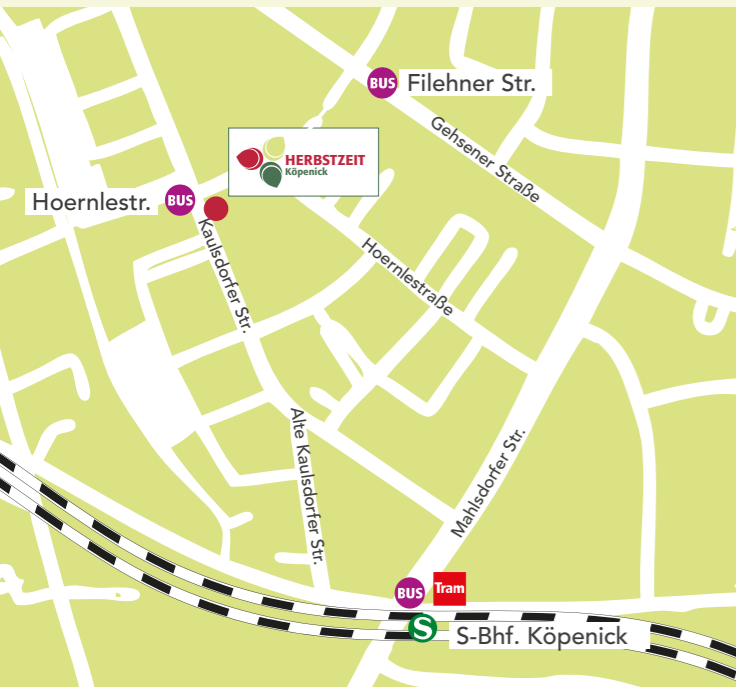 BUS Filehner Str.
Gehsener Straße
HERBSTZEIT
Köpenick
Hoernlestr. BUS
Kaulsdorfer Str.
Hoernlestraße
Alte Kaulsdorfer Str.
Mahlsdorfer Str.
BUS Tram
S S-Bhf. Köpenick